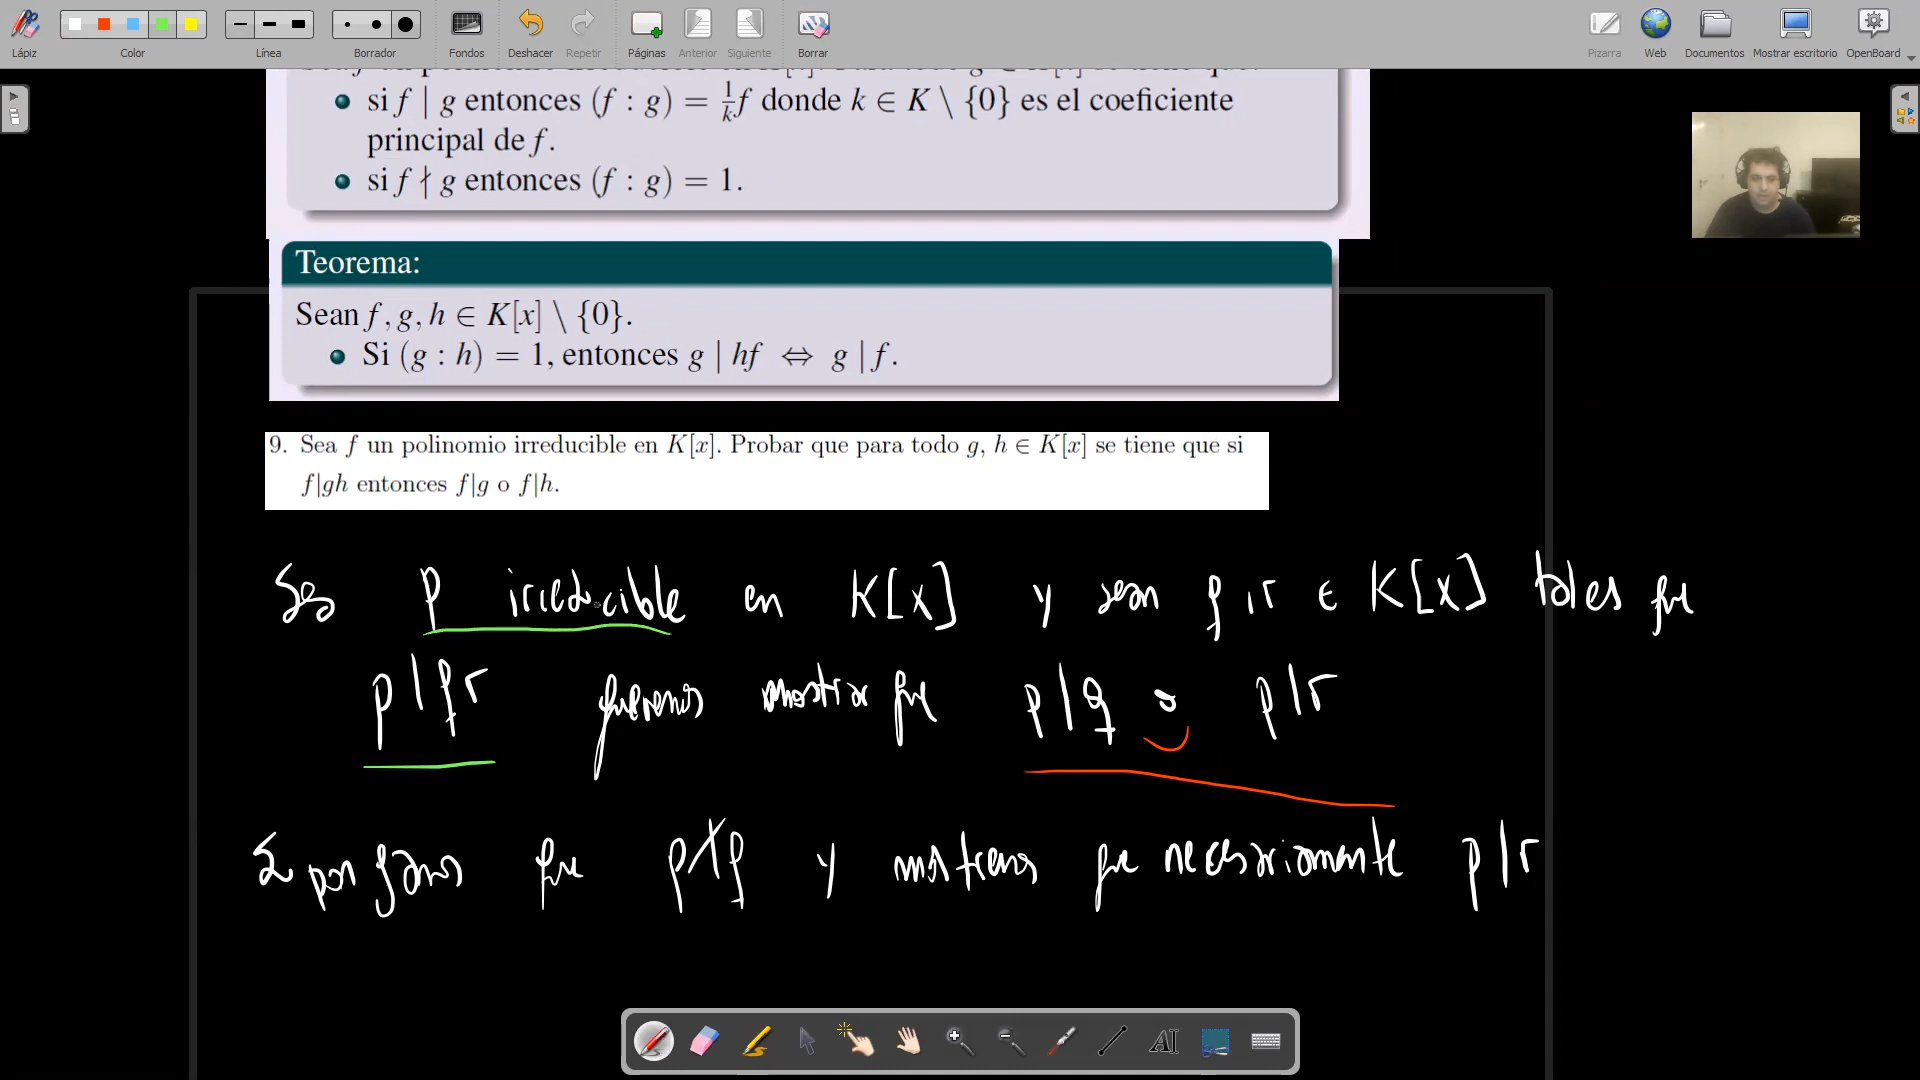 Lápiz Color Línea Borrador Fondos Deshacer Repetir Páginas Anterior Siguiente Borrar Pizarra Web Documentos Mostrar escritorio OpenBoard
si f | g entonces (f : g) = 1/k f donde k ∈ K \ {0} es el coeficiente
principal de f.
si f ∤ g entonces (f : g) = 1.
Teorema:
Sean f, g, h ∈ K[x] \ {0}.
Si (g : h) = 1, entonces g | hf ⇔ g | f.
9. Sea f un polinomio irreducible en K[x]. Probar que para todo g, h ∈ K[x] se tiene que si
f|gh entonces f|g o f|h.
Sea p irreducible en K[x] y sean q, r ∈ K[x] tales que
p|qr queremos mostrar que p|q o p|r
Supongamos que p∤q y mostremos que necesariamente p|r
AI